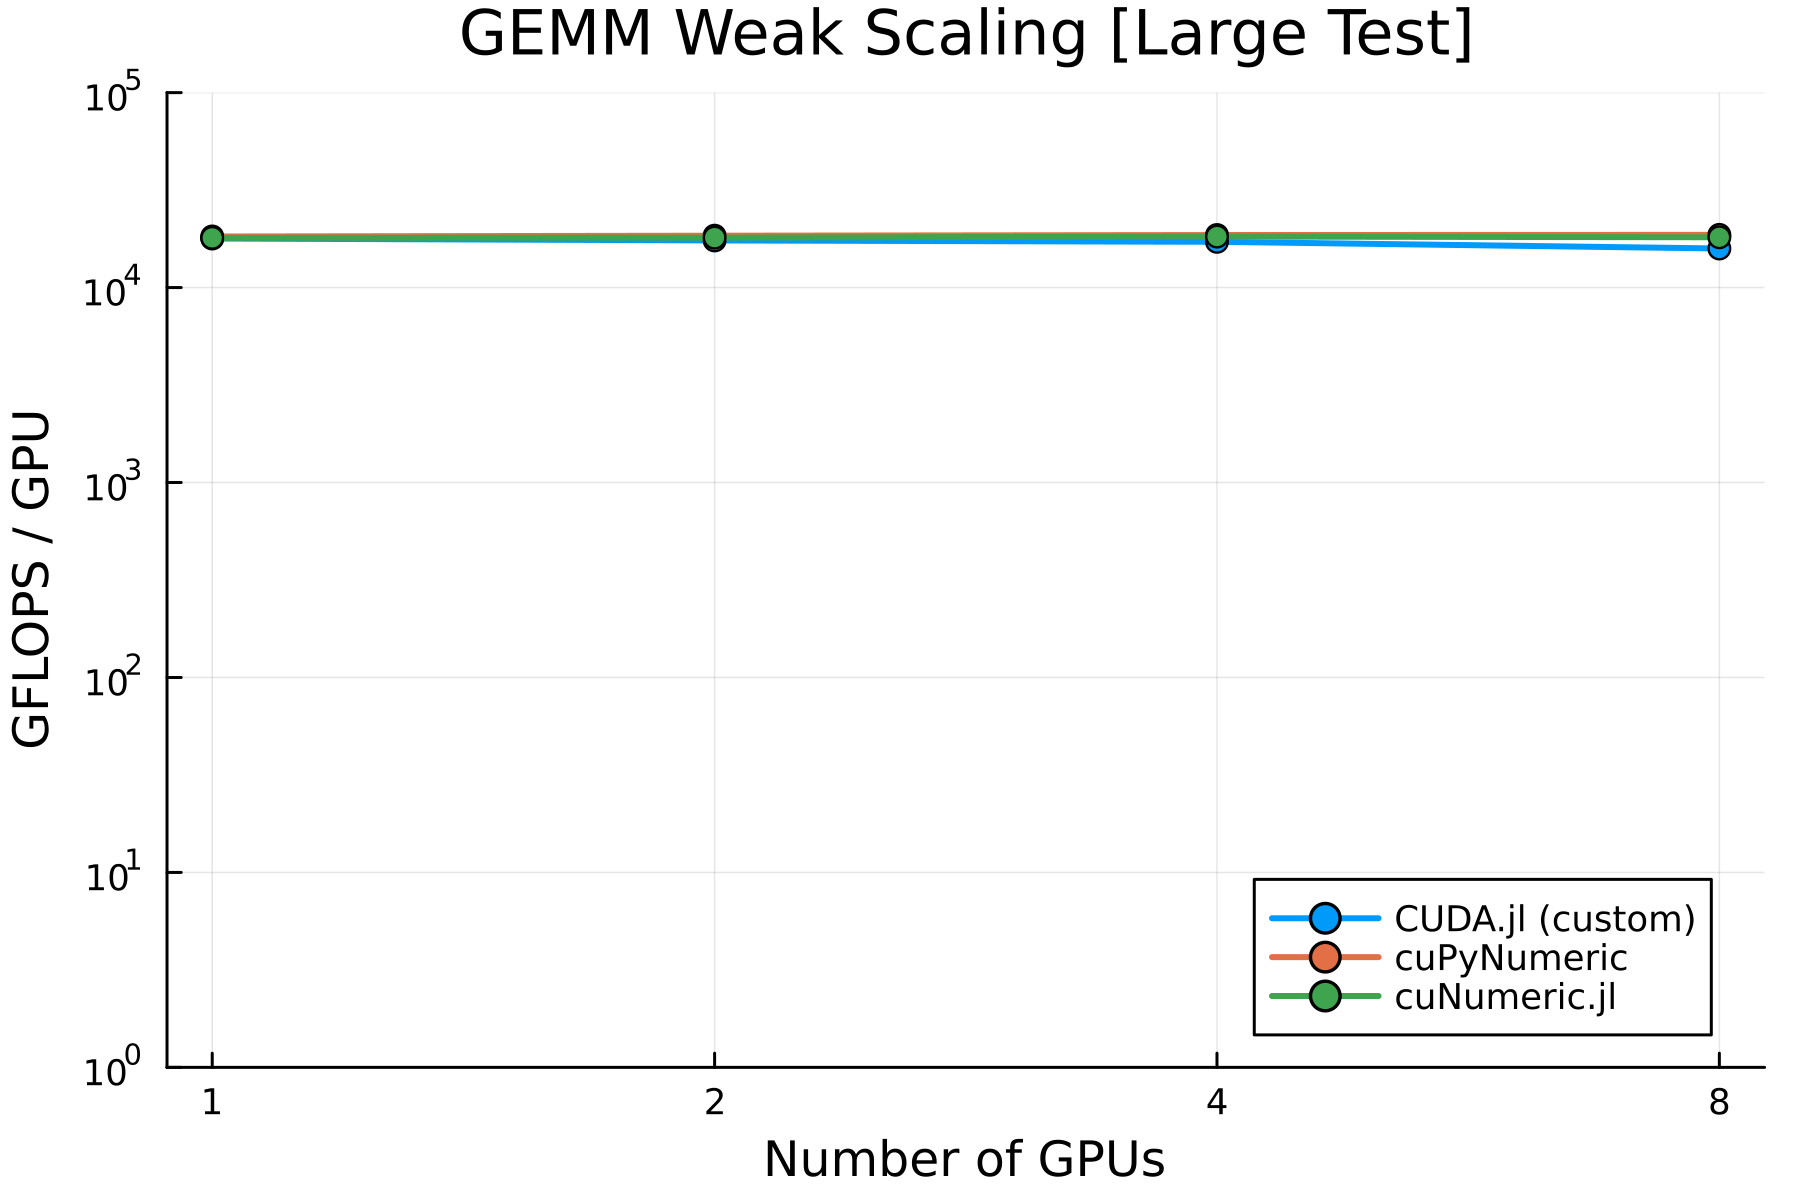 GEMM Weak Scaling [Large Test]
10^5
10^4
10^3
10^2
10^1
10^0
GFLOPS / GPU
CUDA.jl (custom)
cuPyNumeric
cuNumeric.jl
1 2 4 8
Number of GPUs